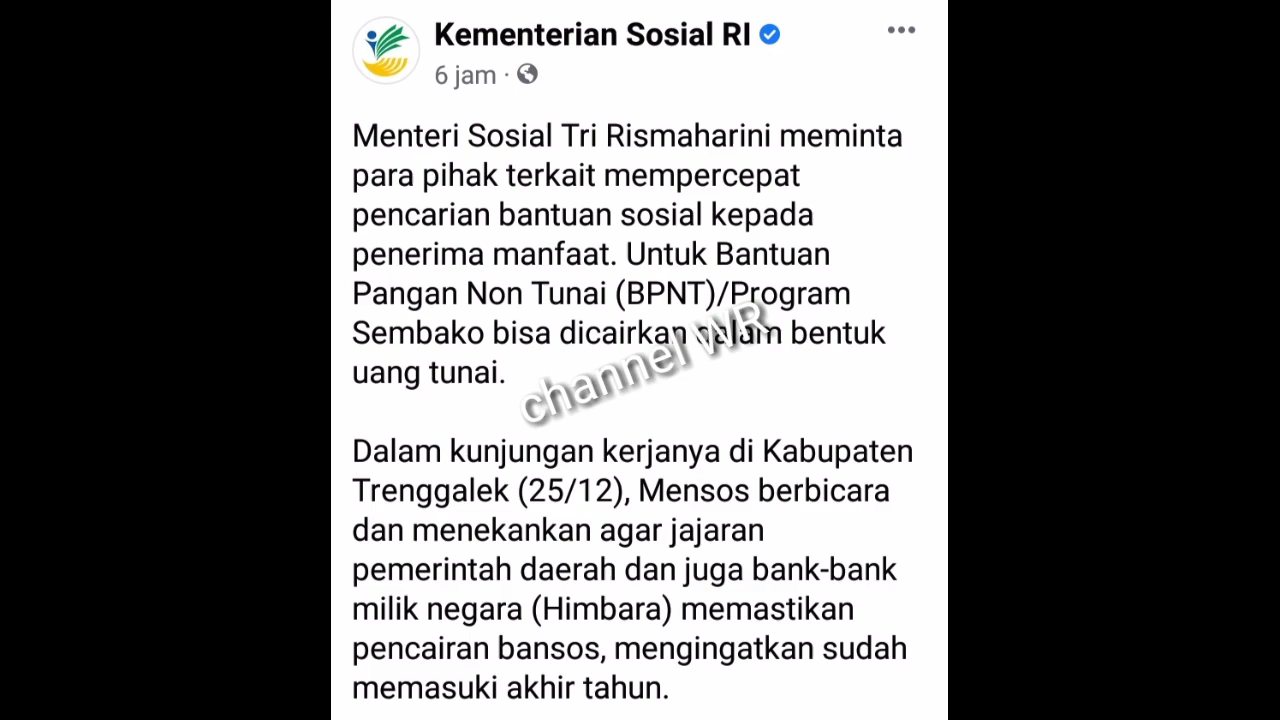 Kementerian Sosial RI
6 jam ·
Menteri Sosial Tri Rismaharini meminta
para pihak terkait mempercepat
pencarian bantuan sosial kepada
penerima manfaat. Untuk Bantuan
Pangan Non Tunai (BPNT)/Program
Sembako bisa dicairkan dalam bentuk
uang tunai.
channel WR
Dalam kunjungan kerjanya di Kabupaten
Trenggalek (25/12), Mensos berbicara
dan menekankan agar jajaran
pemerintah daerah dan juga bank-bank
milik negara (Himbara) memastikan
pencairan bansos, mengingatkan sudah
memasuki akhir tahun.